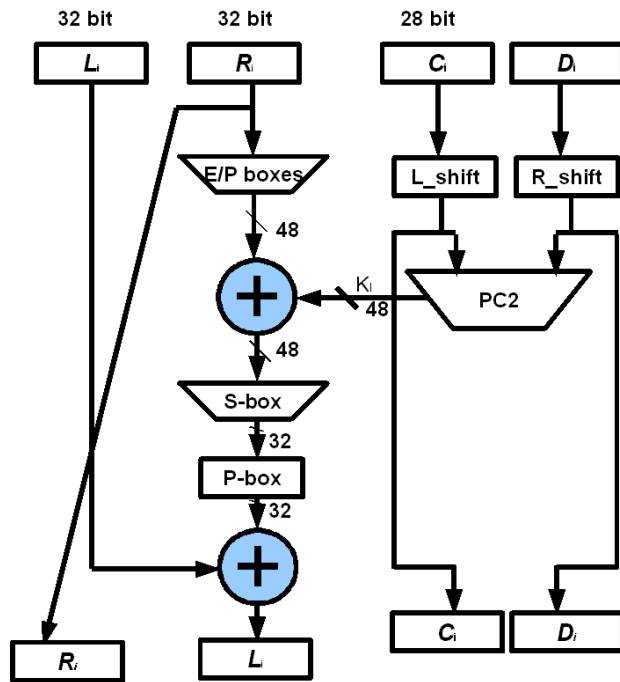 32 bit 32 bit 28 bit
Li Ri Ci Di
E/P boxes L_shift R_shift
48
Ki PC2
48
48
S-box
32
P-box
32
Ci Di
Ri Li